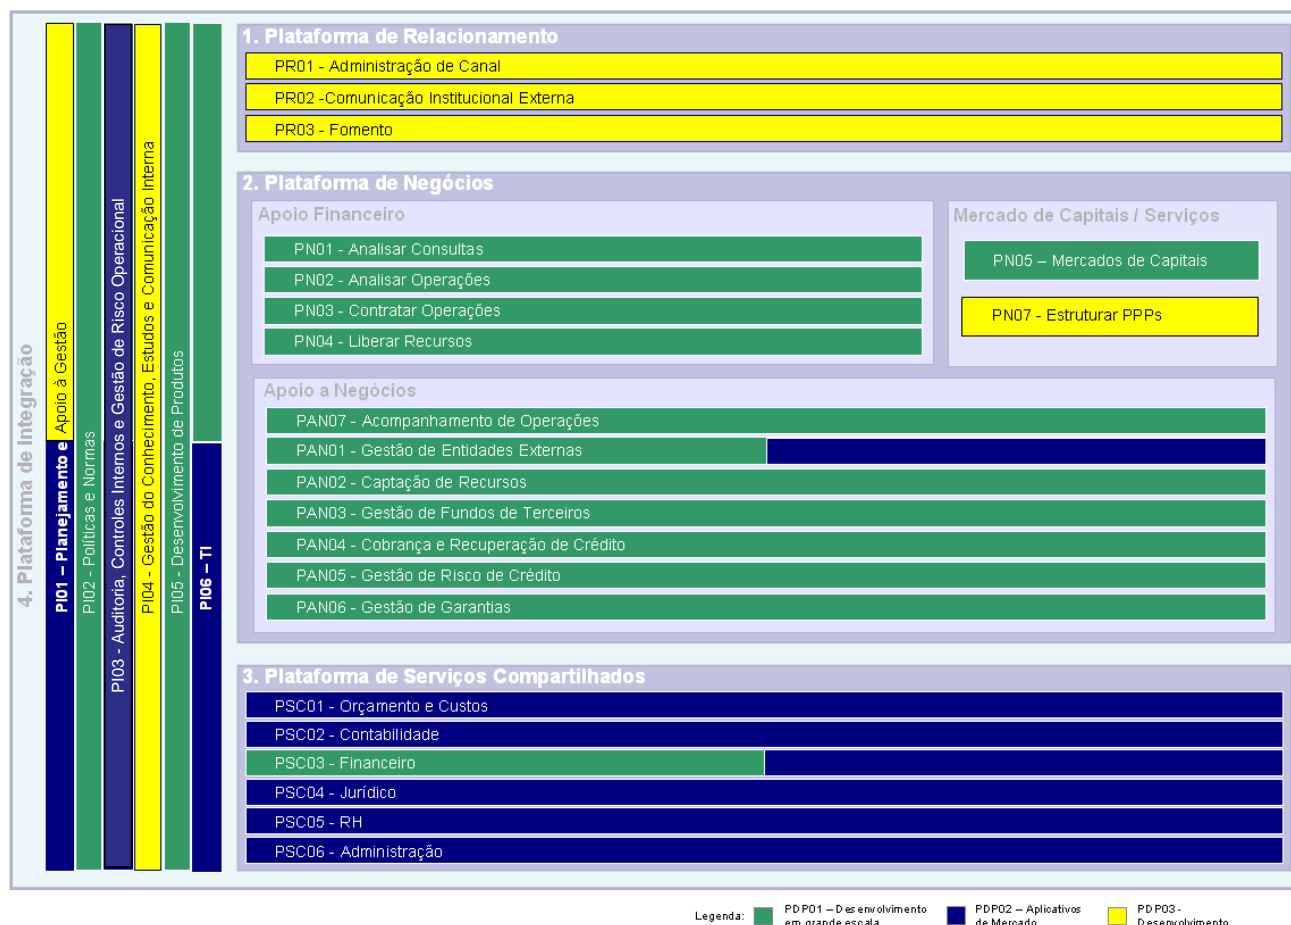 4. Plataforma de Integração
PI01 – Planejamento e Apoio à Gestão
PI02 - Políticas e Normas
PI03 - Auditoria, Controles Internos e Gestão de Risco Operacional
PI04 - Gestão do Conhecimento, Estudos e Comunicação Interna
PI05 - Desenvolvimento de Produtos
PI06 – TI
1. Plataforma de Relacionamento
PR01 - Administração de Canal
PR02 -Comunicação Institucional Externa
PR03 - Fomento
2. Plataforma de Negócios
Apoio Financeiro
PN01 - Analisar Consultas
PN02 - Analisar Operações
PN03 - Contratar Operações
PN04 - Liberar Recursos
Mercado de Capitais / Serviços
PN05 – Mercados de Capitais
PN07 - Estruturar PPPs
Apoio a Negócios
PAN07 - Acompanhamento de Operações
PAN01 - Gestão de Entidades Externas
PAN02 - Captação de Recursos
PAN03 - Gestão de Fundos de Terceiros
PAN04 - Cobrança e Recuperação de Crédito
PAN05 - Gestão de Risco de Crédito
PAN06 - Gestão de Garantias
3. Plataforma de Serviços Compartilhados
PSC01 - Orçamento e Custos
PSC02 - Contabilidade
PSC03 - Financeiro
PSC04 - Jurídico
PSC05 - RH
PSC06 - Administração
Legenda:
PDP01 – Desenvolvimento
em grande escala
PDP02 – Aplicativos
de Mercado
PDP03 -
Desenvolvimento